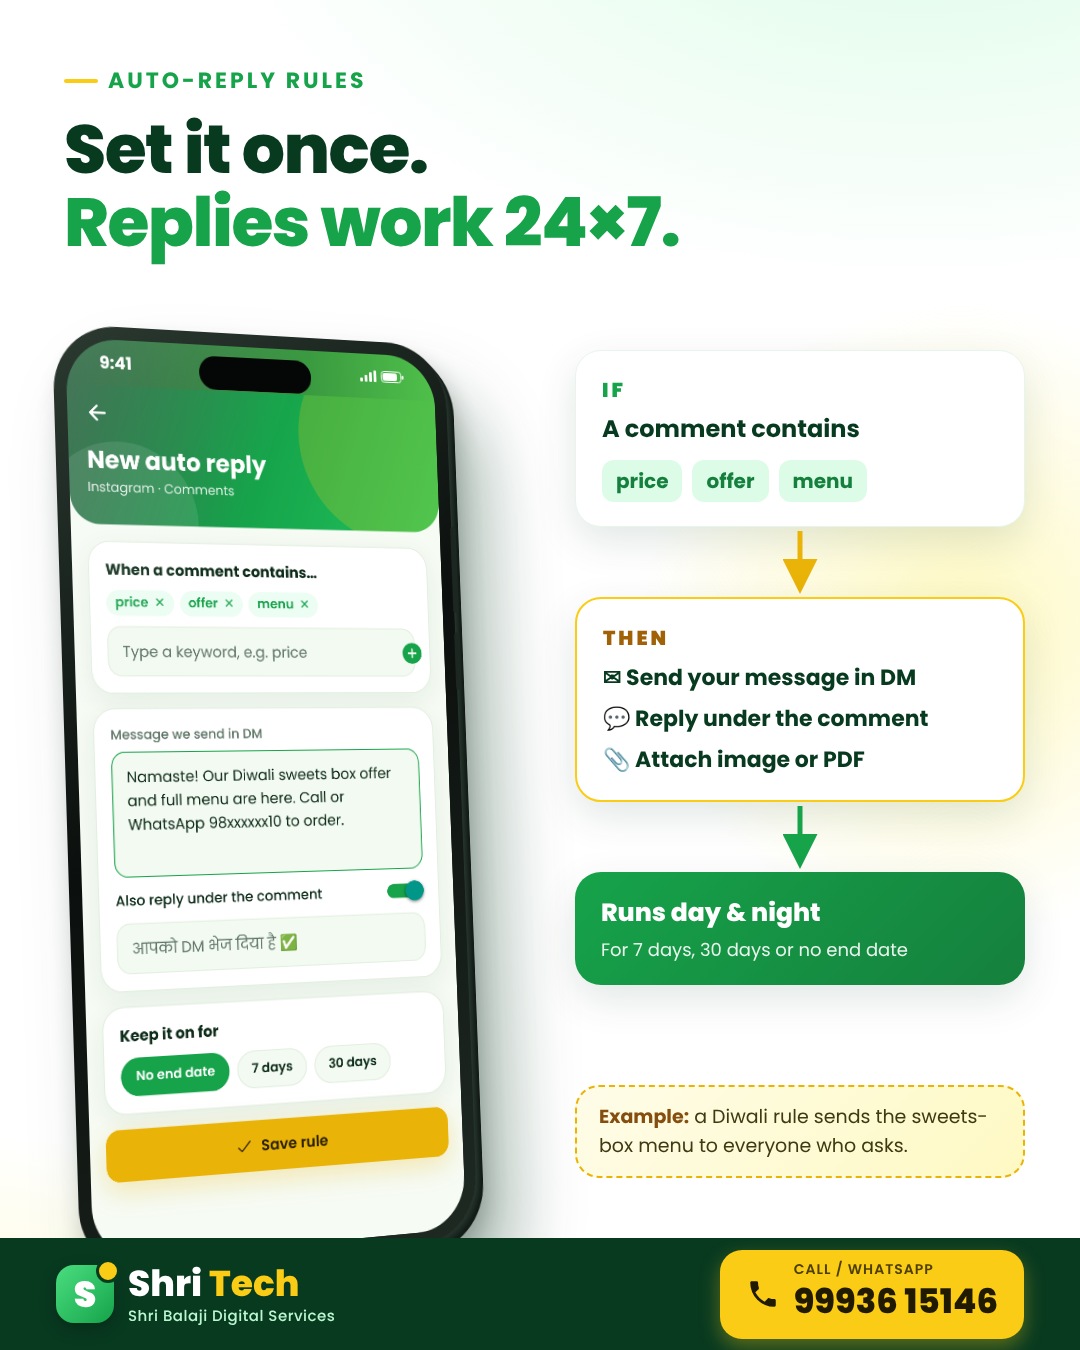 AUTO-REPLY RULES
Set it once.
Replies work 24×7.
9:41
New auto reply
Instagram · Comments
When a comment contains...
price × offer × menu ×
Type a keyword, e.g. price
Message we send in DM
Namaste! Our Diwali sweets box offer
and full menu are here. Call or
WhatsApp 98xxxxxx10 to order.
Also reply under the comment
आपको DM भेज दिया है ✅
Keep it on for
No end date 7 days 30 days
✓ Save rule
IF
A comment contains
price offer menu
THEN
✉ Send your message in DM
💬 Reply under the comment
📎 Attach image or PDF
Runs day & night
For 7 days, 30 days or no end date
Example: a Diwali rule sends the sweets-
box menu to everyone who asks.
S
Shri Tech
Shri Balaji Digital Services
CALL / WHATSAPP
99936 15146